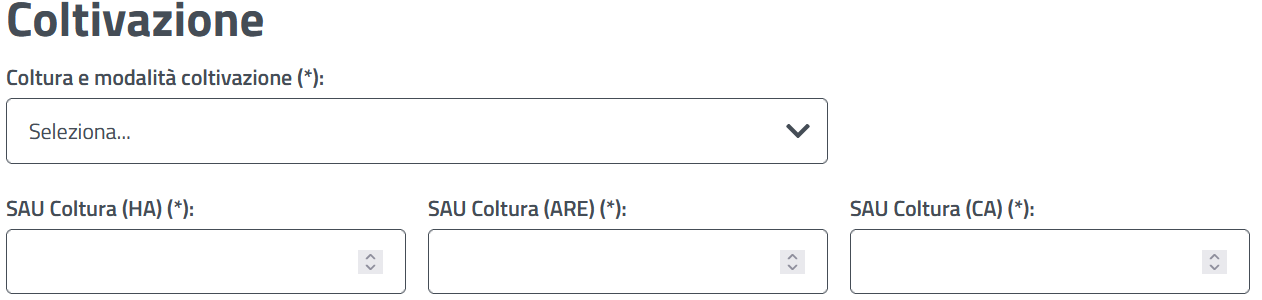 Coltivazione
Coltura e modalità coltivazione (*):
Seleziona...
SAU Coltura (HA) (*): SAU Coltura (ARE) (*): SAU Coltura (CA) (*):